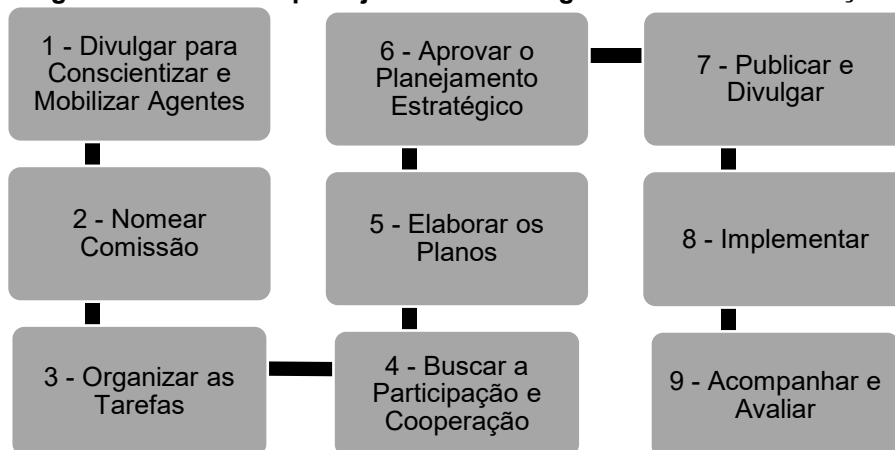 1 - Divulgar para
Conscientizar e
Mobilizar Agentes
2 - Nomear
Comissão
3 - Organizar as
Tarefas
4 - Buscar a
Participação e
Cooperação
5 - Elaborar os
Planos
6 - Aprovar o
Planejamento
Estratégico
7 - Publicar e
Divulgar
8 - Implementar
9 - Acompanhar e
Avaliar